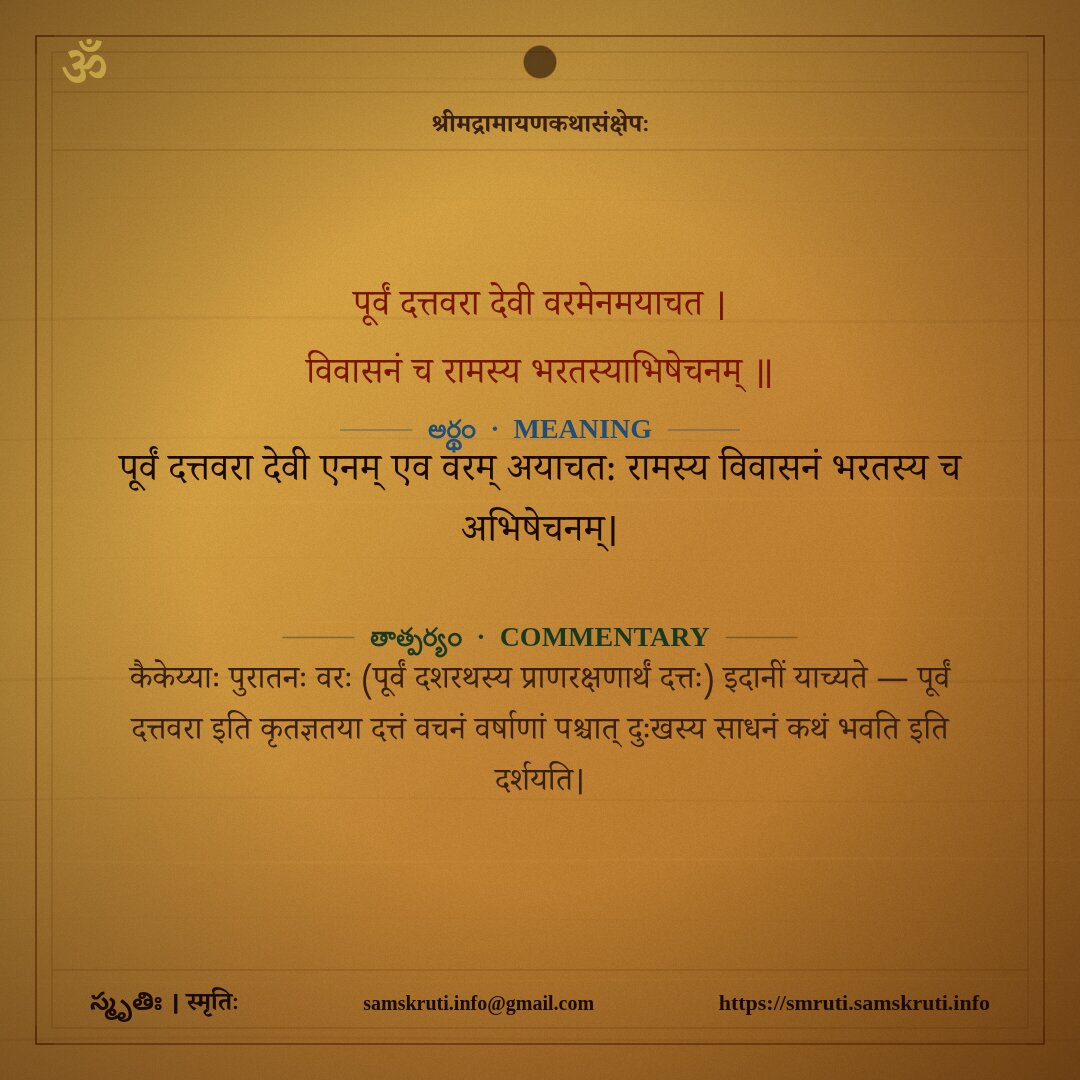 ॐ
श्रीमद्रामायणकथासंक्षेपः
पूर्वं दत्तवरा देवी वरमेनमयाचत |
विवासनं च रामस्य भरतस्याभिषेचनम् ||
అర్థం · MEANING
पूर्वं दत्तवरा देवी एनम् एव वरम् अयाचत: रामस्य विवासनं भरतस्य च
अभिषेचनम्|
తాత్పర్యం · COMMENTARY
कैकेय्याः पुरातनः वरः (पूर्वं दशरथस्य प्राणरक्षणार्थं दत्तः) इदानीं याच्यते — पूर्वं
दत्तवरा इति कृतज्ञतया दत्तं वचनं वर्षाणां पश्चात् दुःखस्य साधनं कथं भवति इति
दर्शयति|
స్మృతిః | स्मृतिः samskruti.info@gmail.com https://smruti.samskruti.info